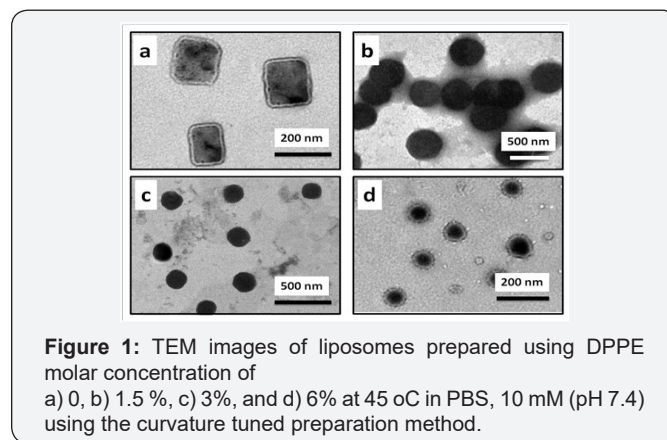 a
200 nm
b
500 nm
c
500 nm
d
200 nm
Figure 1: TEM images of liposomes prepared using DPPE
molar concentration of
a) 0, b) 1.5 %, c) 3%, and d) 6% at 45 oC in PBS, 10 mM (pH 7.4)
using the curvature tuned preparation method.